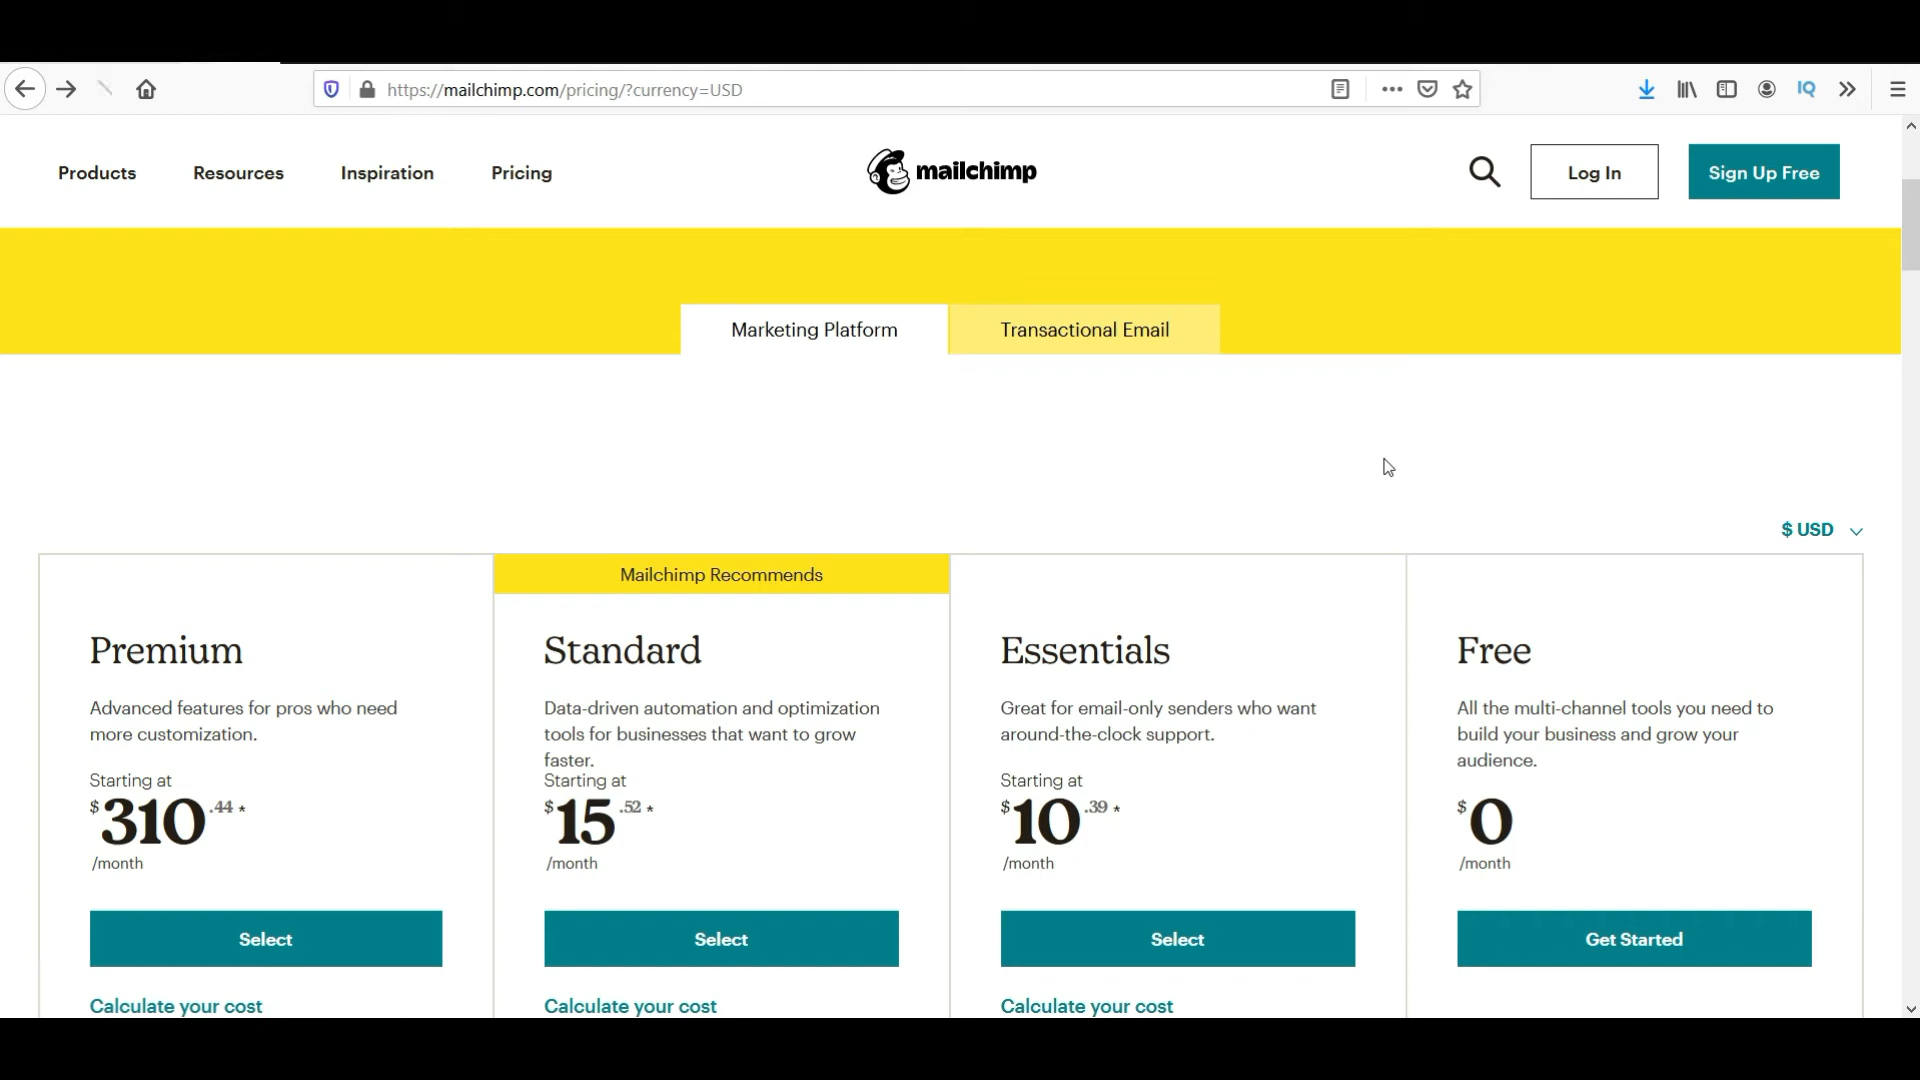 https://mailchimp.com/pricing/?currency=USD
IQ
Products Resources Inspiration Pricing mailchimp Log In Sign Up Free
Marketing Platform Transactional Email
$ USD
Mailchimp Recommends
Premium
Advanced features for pros who need
more customization.
Starting at
$310.44 *
/month
Select
Calculate your cost
Standard
Data-driven automation and optimization
tools for businesses that want to grow
faster.
Starting at
$15.52 *
/month
Select
Calculate your cost
Essentials
Great for email-only senders who want
around-the-clock support.
Starting at
$10.39 *
/month
Select
Calculate your cost
Free
All the multi-channel tools you need to
build your business and grow your
audience.
$0
/month
Get Started